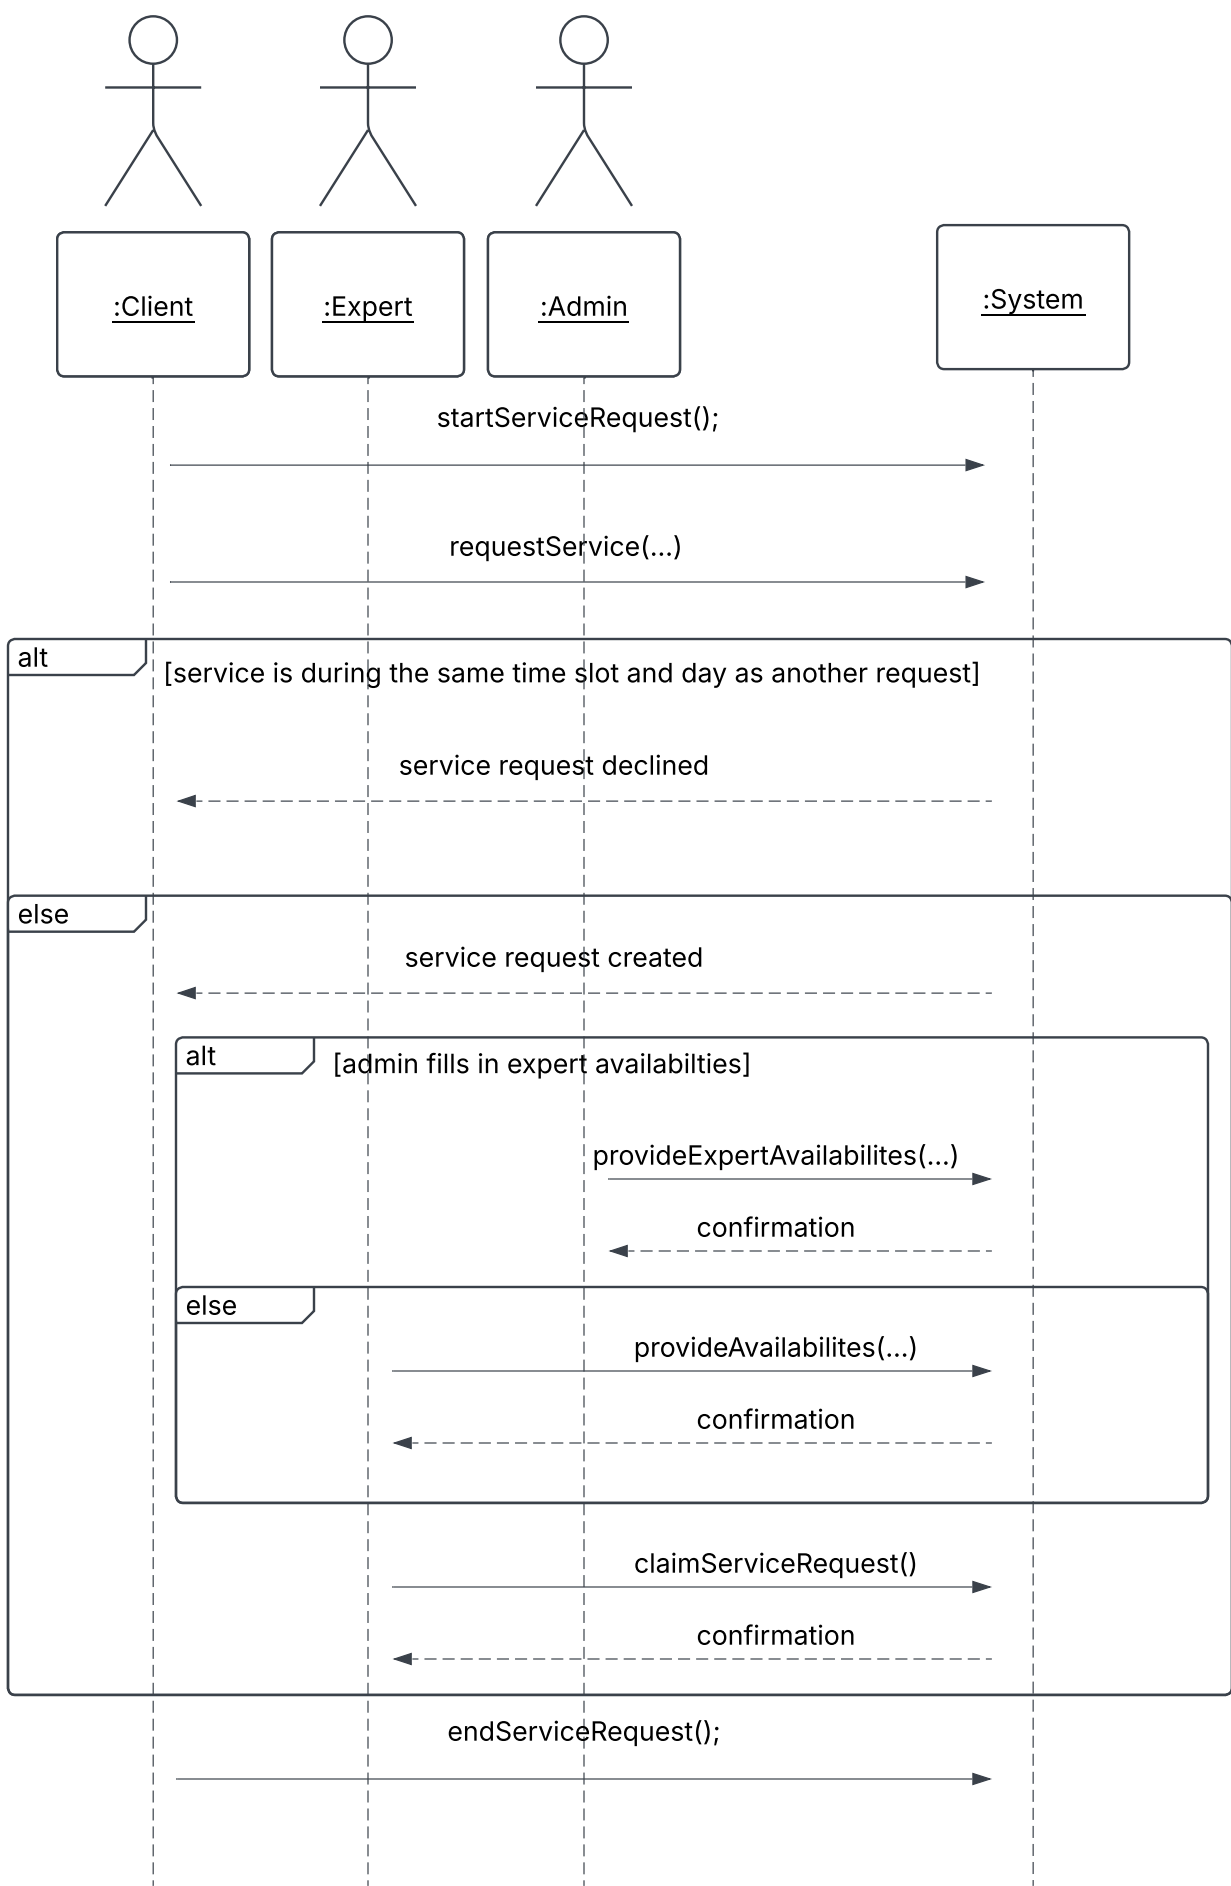 :Client
:Expert
:Admin
:System
startServiceRequest();
requestService(...)
alt
[service is during the same time slot and day as another request]
service request declined
else
service request created
alt
[admin fills in expert availabilties]
provideExpertAvailabilites(...)
confirmation
else
provideAvailabilites(...)
confirmation
claimServiceRequest()
confirmation
endServiceRequest();